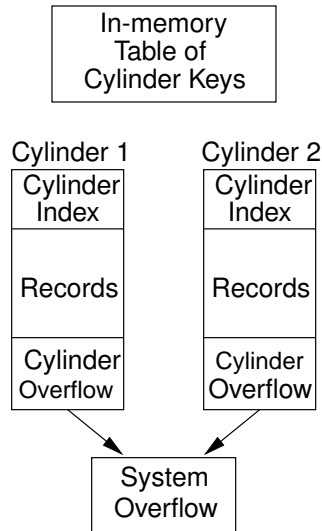 In-memory
Table of
Cylinder Keys
Cylinder 1
Cylinder
Index
Records
Cylinder
Overflow
Cylinder 2
Cylinder
Index
Records
Cylinder
Overflow
System
Overflow